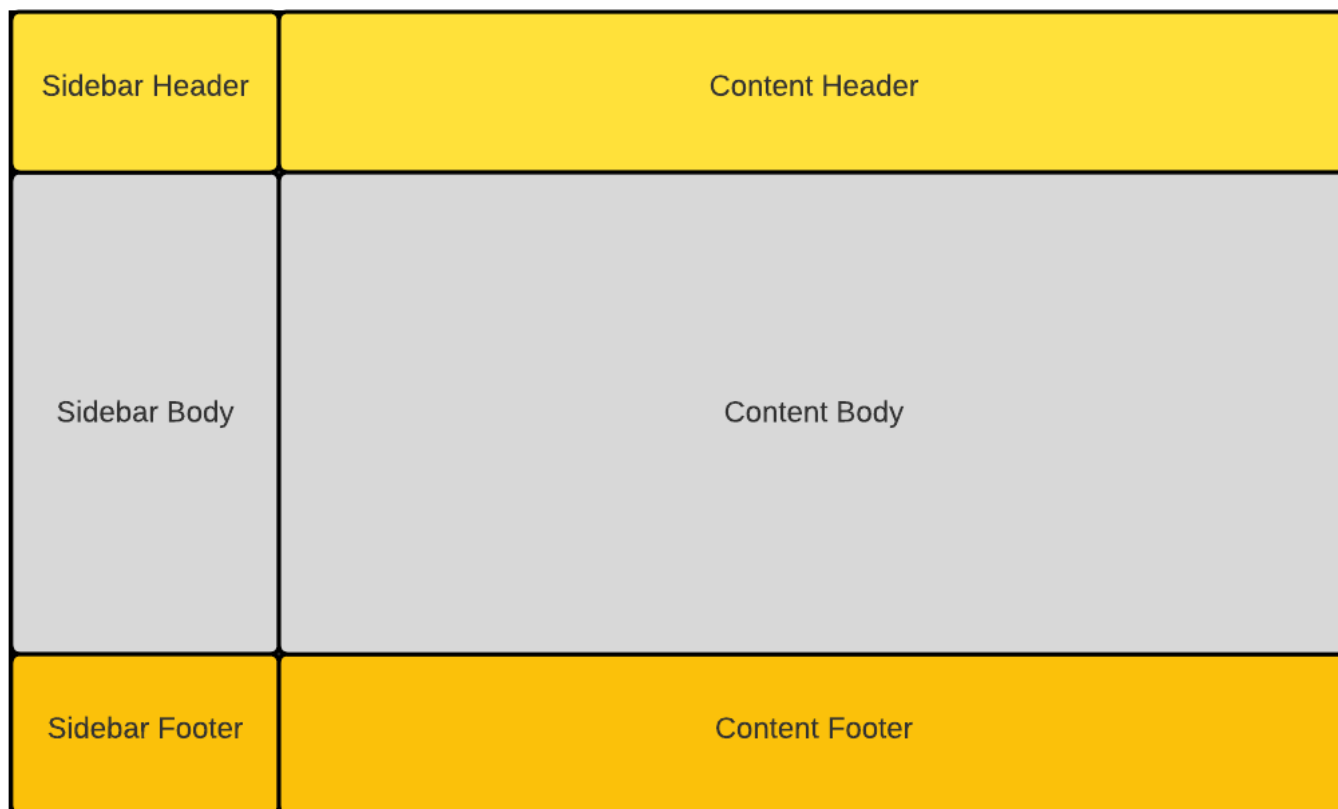 Sidebar Header
Content Header
Sidebar Body
Content Body
Sidebar Footer
Content Footer